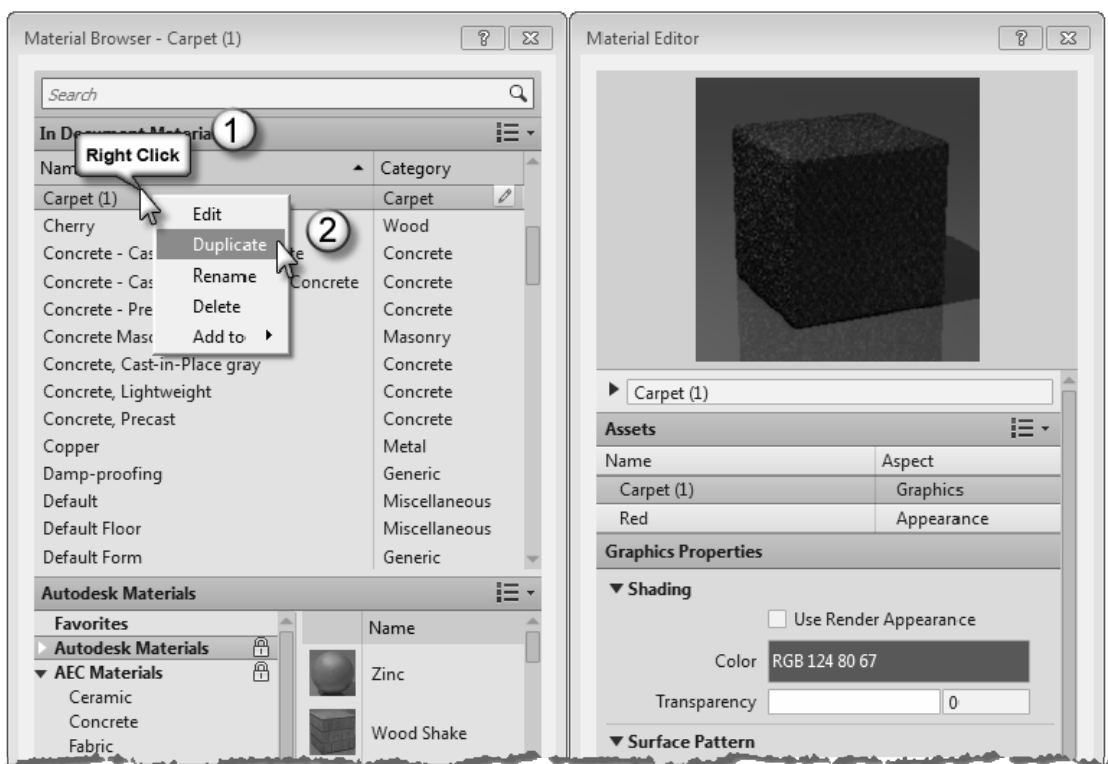 Material Browser - Carpet (1)
Search
1
Right Click
Category
Carpet (1) Carpet
Edit
2
Cherry Wood
Duplicate
Concrete - Cas te Concrete
Rename
Concrete - Cas Concrete Concrete
Delete
Concrete - Pre Concrete
Add to
Concrete Maso Masonry
Concrete, Cast-in-Place gray Concrete
Concrete, Lightweight Concrete
Concrete, Precast Concrete
Copper Metal
Damp-proofing Generic
Default Miscellaneous
Default Floor Miscellaneous
Default Form Generic
Autodesk Materials
Favorites
Autodesk Materials
AEC Materials
Ceramic
Concrete
Fabric
Name
Zinc
Wood Shake
Material Editor
Carpet (1)
Assets
Name Aspect
Carpet (1) Graphics
Red Appearance
Graphics Properties
Shading
Use Render Appearance
Color RGB 124 80 67
Transparency 0
Surface Pattern